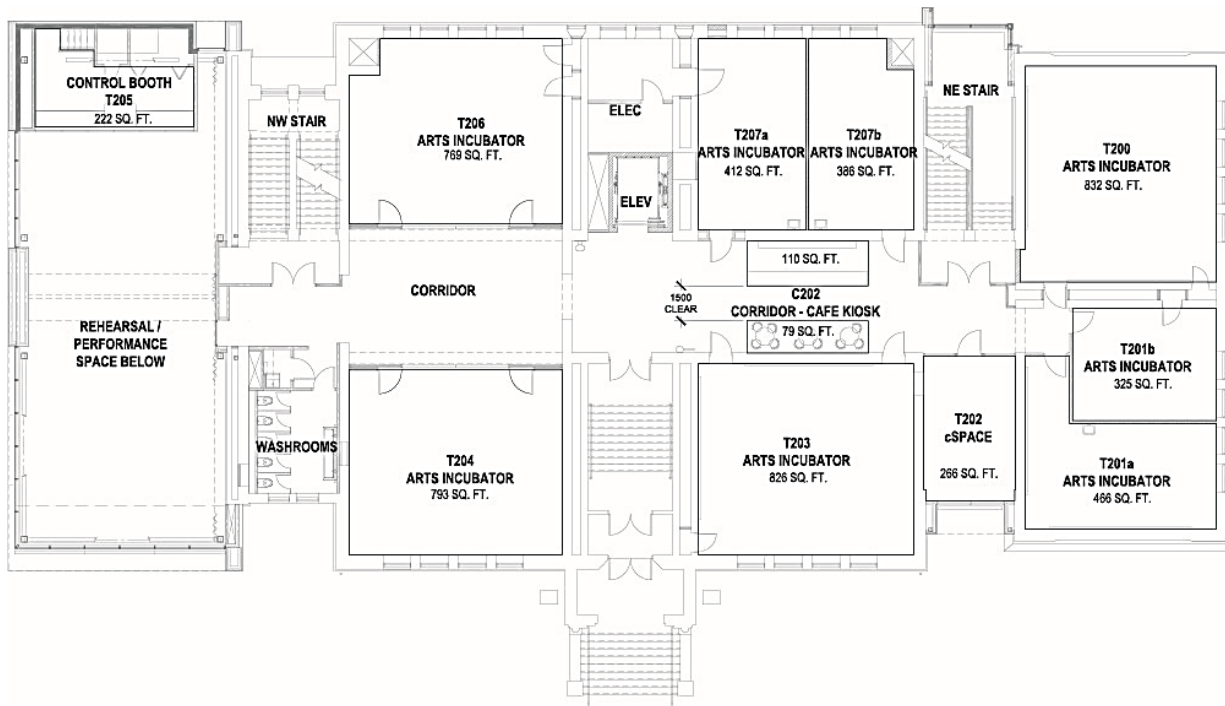 CONTROL BOOTH
T205
222 SQ. FT.
NW STAIR
T206
ARTS INCUBATOR
769 SQ. FT.
ELEC
ELEV
T207a
ARTS INCUBATOR
412 SQ. FT.
T207b
ARTS INCUBATOR
386 SQ. FT.
NE STAIR
T200
ARTS INCUBATOR
832 SQ. FT.
REHEARSAL /
PERFORMANCE
SPACE BELOW
CORRIDOR
110 SQ. FT.
1500
CLEAR
C202
CORRIDOR - CAFE KIOSK
79 SQ. FT.
T201b
ARTS INCUBATOR
325 SQ. FT.
WASHROOMS
T204
ARTS INCUBATOR
793 SQ. FT.
T203
ARTS INCUBATOR
826 SQ. FT.
T202
cSPACE
266 SQ. FT.
T201a
ARTS INCUBATOR
466 SQ. FT.